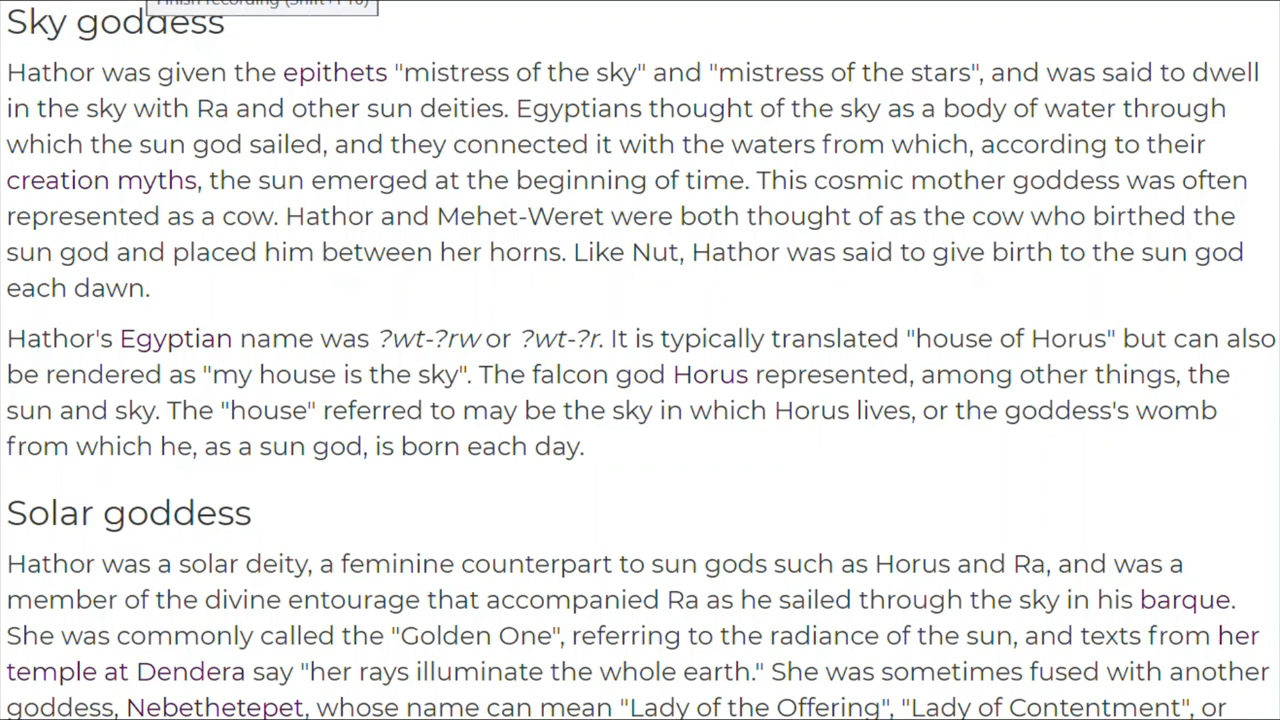 Finish recording (Shift+F10)
Sky goddess
Hathor was given the epithets "mistress of the sky" and "mistress of the stars", and was said to dwell
in the sky with Ra and other sun deities. Egyptians thought of the sky as a body of water through
which the sun god sailed, and they connected it with the waters from which, according to their
creation myths, the sun emerged at the beginning of time. This cosmic mother goddess was often
represented as a cow. Hathor and Mehet-Weret were both thought of as the cow who birthed the
sun god and placed him between her horns. Like Nut, Hathor was said to give birth to the sun god
each dawn.
Hathor's Egyptian name was ?wt-?rw or ?wt-?r. It is typically translated "house of Horus" but can also
be rendered as "my house is the sky". The falcon god Horus represented, among other things, the
sun and sky. The "house" referred to may be the sky in which Horus lives, or the goddess's womb
from which he, as a sun god, is born each day.
Solar goddess
Hathor was a solar deity, a feminine counterpart to sun gods such as Horus and Ra, and was a
member of the divine entourage that accompanied Ra as he sailed through the sky in his barque.
She was commonly called the "Golden One", referring to the radiance of the sun, and texts from her
temple at Dendera say "her rays illuminate the whole earth." She was sometimes fused with another
goddess, Nebethetepet, whose name can mean "Lady of the Offering", "Lady of Contentment", or